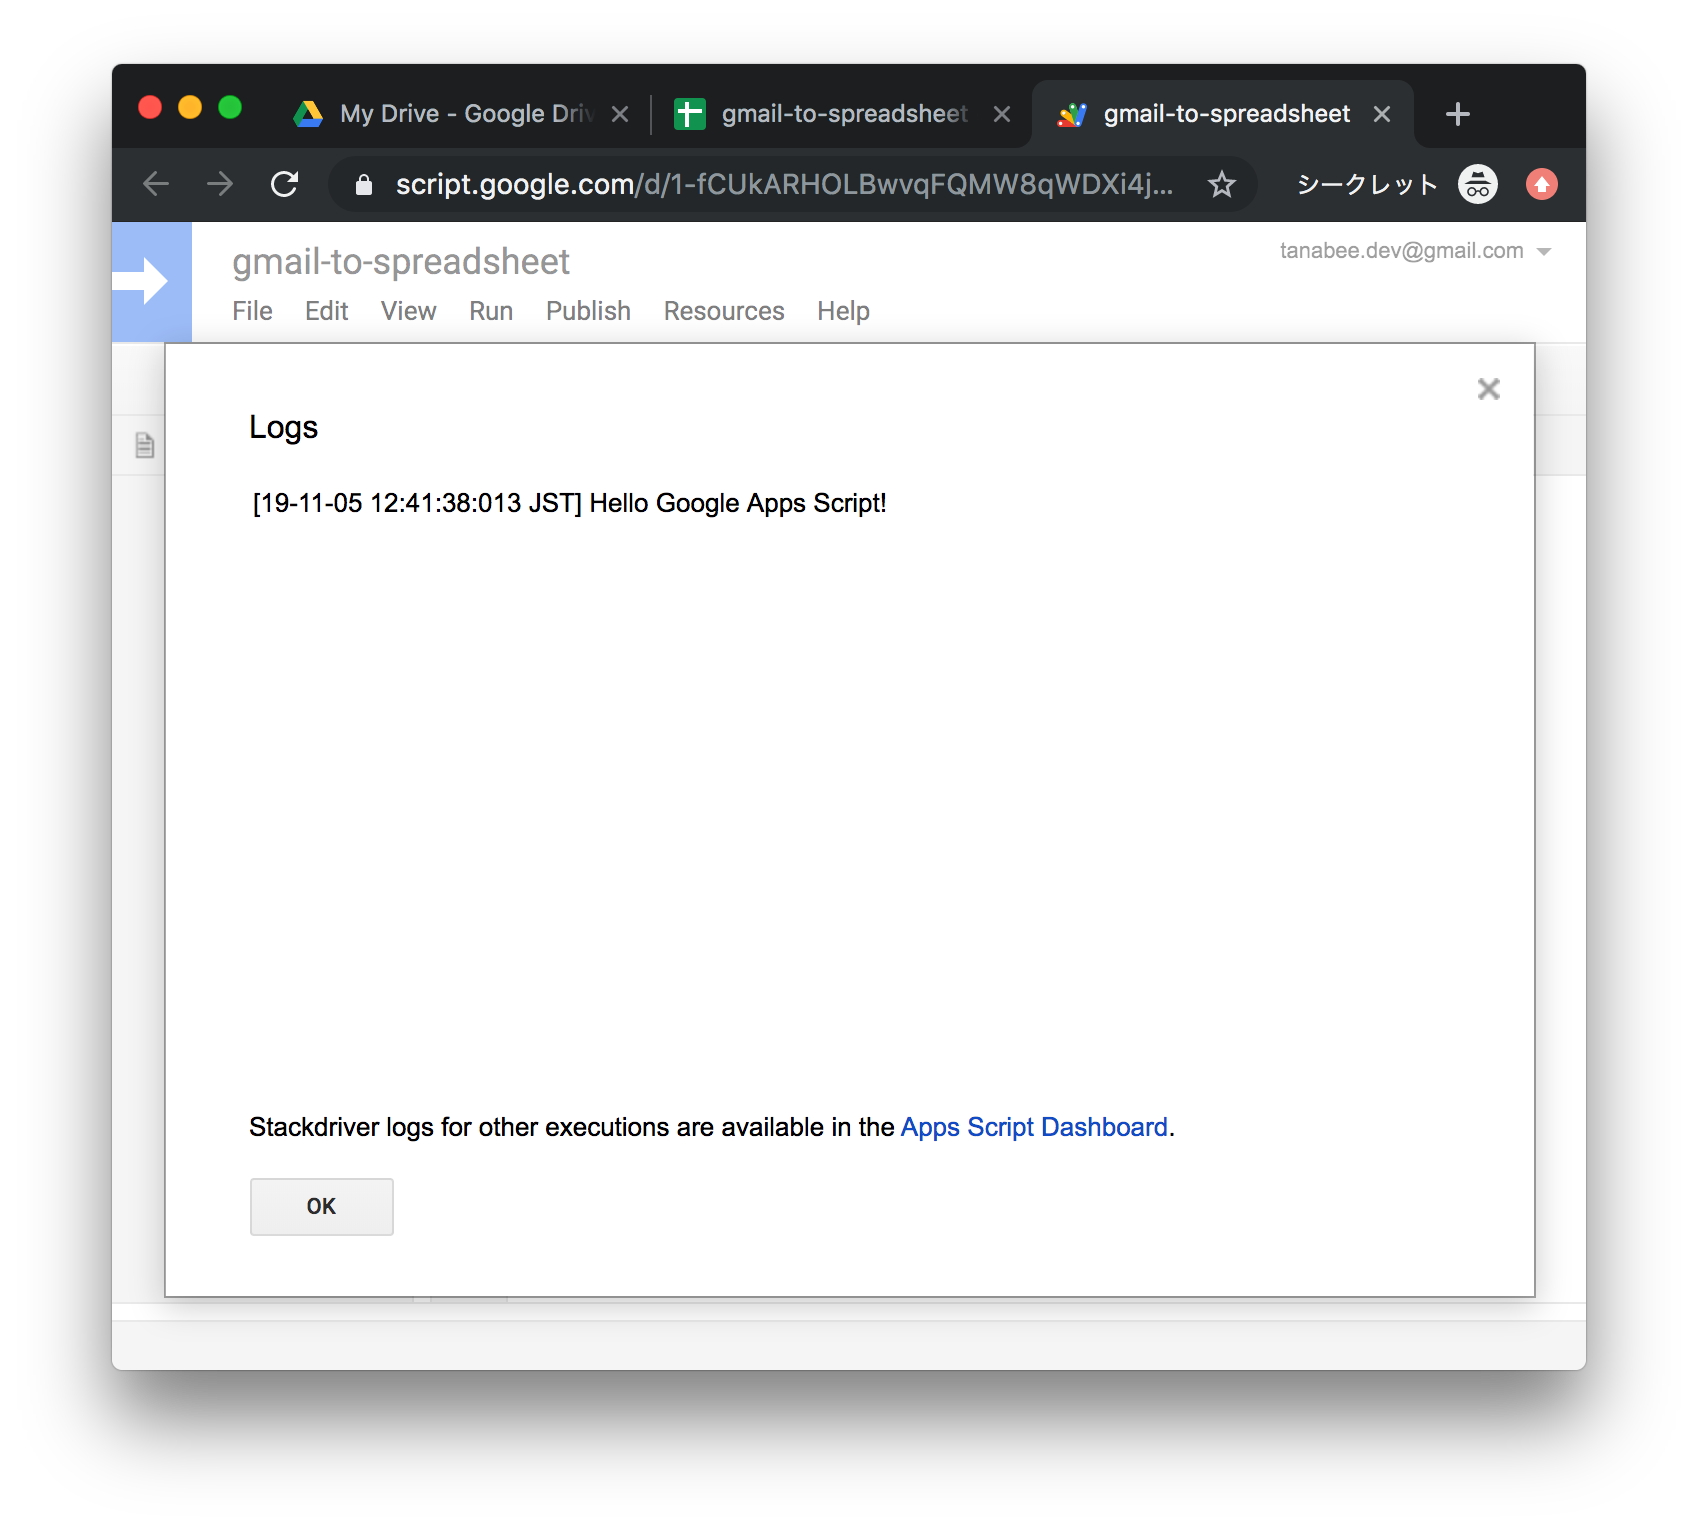 My Drive - Google Driv
gmail-to-spreadsheet
gmail-to-spreadsheet
script.google.com/d/1-fCUkARHOLBwvqFQMW8qWDXi4j...
シークレット
gmail-to-spreadsheet
tanabee.dev@gmail.com
File Edit View Run Publish Resources Help
Logs
[19-11-05 12:41:38:013 JST] Hello Google Apps Script!
Stackdriver logs for other executions are available in the Apps Script Dashboard.
OK